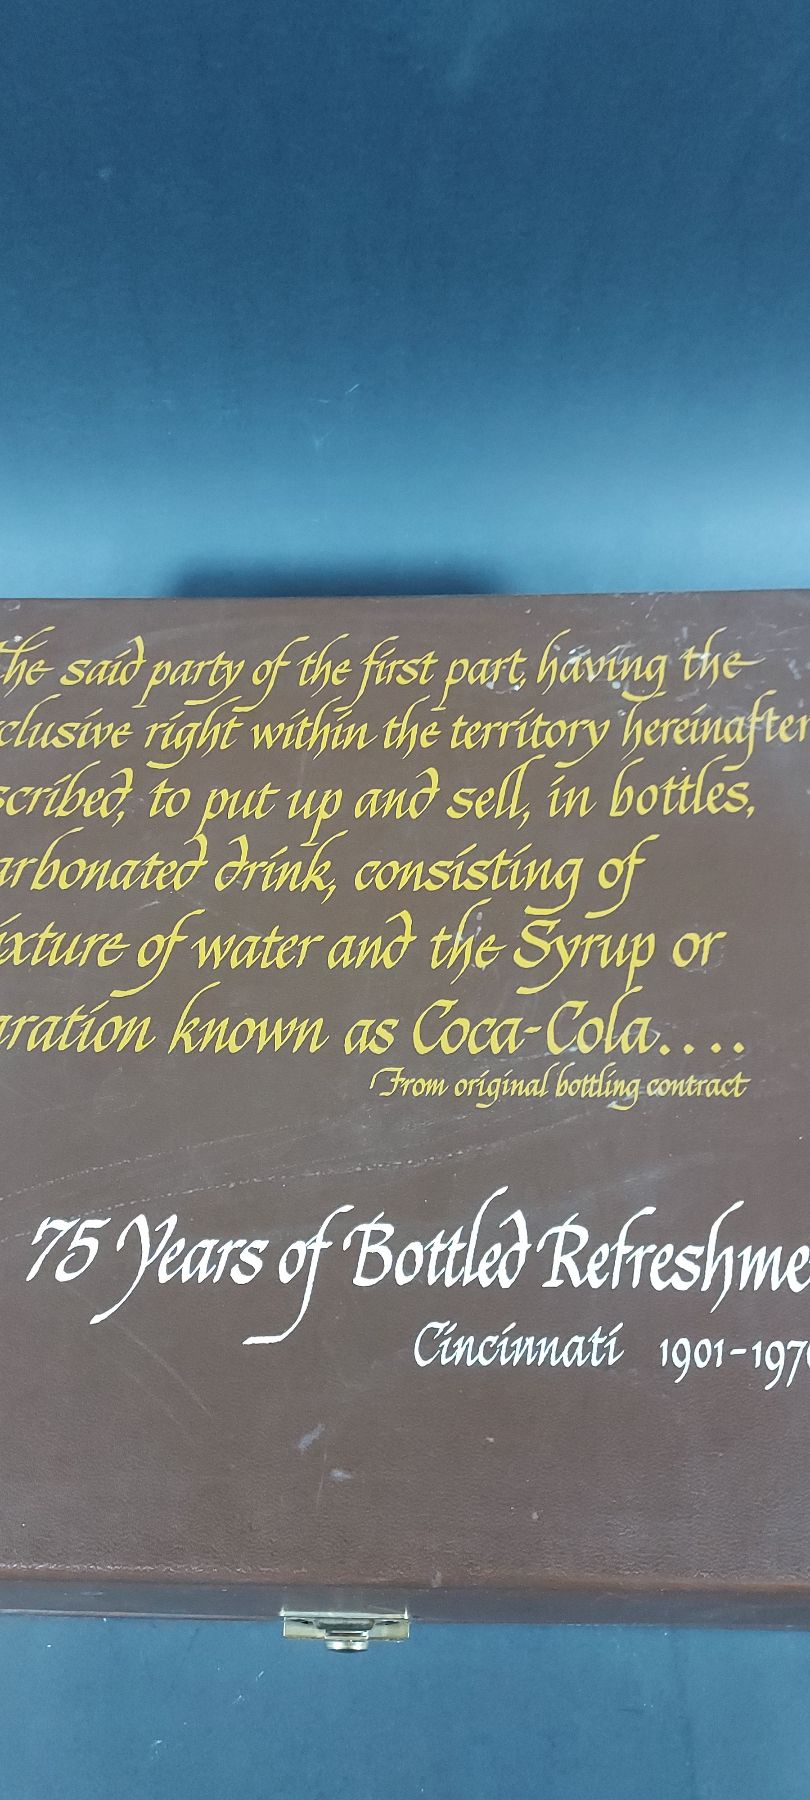 The said party of the first part, having the
xclusive right within the territory hereinafter
scribed, to put up and sell, in bottles,
arbonated drink, consisting of
ixture of water and the Syrup or
aration known as Coca-Cola....
From original bottling contract
75 Years of Bottled Refreshme
Cincinnati 1901-197